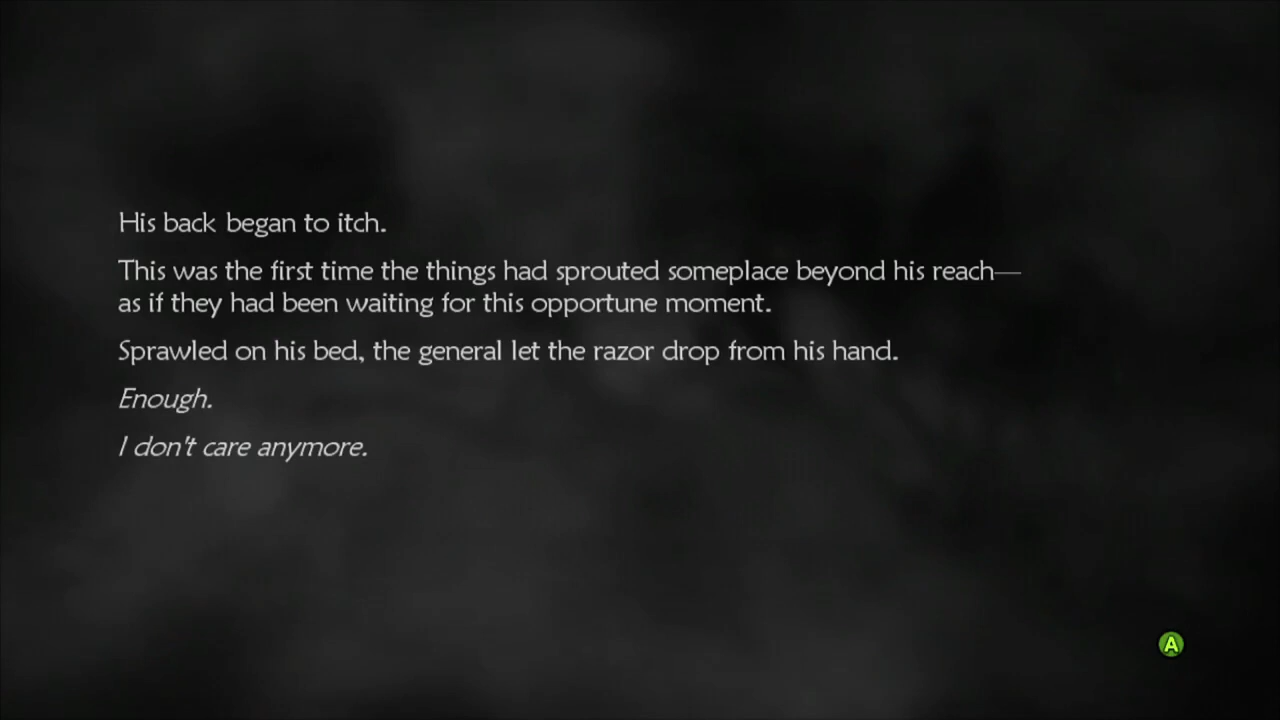 His back began to itch.
This was the first time the things had sprouted someplace beyond his reach—
as if they had been waiting for this opportune moment.
Sprawled on his bed, the general let the razor drop from his hand.
Enough.
I don't care anymore.
A